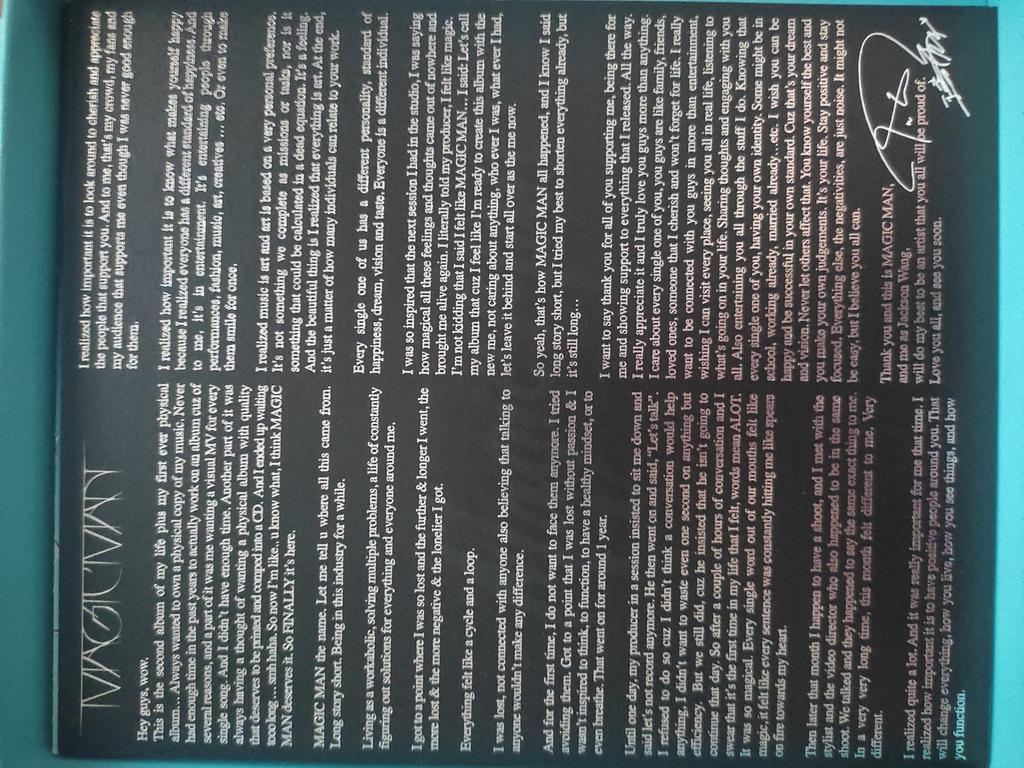 MAGICMAN
Hey guys, wow.
This is the second album of my life plus my first ever physical
album... Always wanted to own a physical copy of my music. Never
had enough time in the past years to actually work on an album cuz of
several reasons, and a part of it was me wanting a visual MV for every
single song. And I didn't have enough time. Another part of it was
always having a thought of wanting a physical album with quality
that deserves to be printed and comped into a CD. And I ended up waiting
tooo long... ahhahha. So now I'm like.. u know what, I think MAGIC
MAN deserves it. So FINALLY it's here.
MAGIC MAN the name. Let me tell u where all this came from.
Long story short. Being in this industry for a while.
Living as a workaholic, solving multiple problems, a life of constantly
figuring out solutions for everything and everyone around me.
I got to a point where I was so lost and the further & longer I went, the
more lost & the more negative & the lonelier I got.
Everything felt like cycle and a loop.
I was lost, not connected with anyone also believing that talking to
anyone wouldn't make any difference.
And for the first time, I do not want to face them anymore. I tried
avoiding them. Got to a point that I was lost without passion & I
wasn't inspired to think, to function, to have a healthy mindset, or to
even breathe. That went on for around 1 year.
Until one day, my producer in a session insisted to sit me down and
said Let's not record anymore. He then went on and said, "Let's talk".
I refused to do so cuz I didn't think a conversation would help
anything. I didn't want to waste even one second on anything but
efficiency. But we still did, cuz he insisted that he isn't going to
continue that day. So after a couple of hours of conversation and I
swear that's the first time in my life that I felt, words mean ALOT.
It was so magical. Every single word out of our mouths felt like
magic, it felt like every sentence was constantly hitting me like spears
on fire towards my heart.
Then later that month I happen to have a shoot, and I met with the
stylist and the video director who also happened to be in the same
shoot. We talked and they happened to say the same exact thing to me.
In a very very long time, this month felt different to me. Very
different.
I realized quite a lot. And it was really important for me that time. I
realized how important it is to have positive people around you. That
will change everything, how you love, how you see things, and how
you function.
I realized how important it is to look around to cherish and appreciate
the people that support you. And to me, that's my crowd, my fans and
my audience that supports me even though I was never good enough
for them.
I realized how important it is to know what makes yourself happy
because I realized everyone has a different standard of happiness. And
to me, it's in entertainment. It's entertaining people through
performances, fashion, music, art, creatives ... etc. Or even to make
them smile for once.
I realized music is art and art is based on a very personal preference.
It's not something we complete as missions or tasks, nor is it
something that could be calculated in a dead equation. It's a feeling.
And the beautiful thing is I realized that everything is art. At the end,
it's just a matter of how many individuals can relate to your work.
Every single one of us has a different personality, standard of
happiness, dream, vision and taste. Everyone is a different individual.
I was so inspired that the next session I had in the studio, I was saying
how magical all these feelings and thoughts came out of nowhere and
brought me alive again. I literally told my producer, I felt like magic.
I'm not kidding that I said I felt like MAGIC MAN.... I said Let's call
my album that cuz I feel like I'm ready to create this album with the
new me, not caring about anything, who ever I was, what ever I had,
let's leave it behind and start all over as the me now.
So yeah, that's how MAGIC MAN all happened, and I know I said
long story short, but I tried my best to shorten everything already, but
it's still long...
I want to say thank you for all of you supporting me, being there for
me and showing support to everything that I released. All the way.
I really appreciate it and I truly love you guys more than anything.
I care about every single one of you, you guys are like family, friends,
loved ones, someone that I cherish and won't forget for life. I really
want to be connected with you guys in more than entertainment,
wishing I can visit every place, seeing you all in real life, listening to
what's going on in your life. Sharing thoughts and engaging with you
all. Also entertaining you all through the stuff I do. Knowing that
every single one of you, having your own identity. Some might be in
school, working already, married already...etc. I wish you can be
happy and be successful in your own standard. Cuz that's your dream
and vision. Never let others affect that. You know yourself the best and
you make your own judgements. It's your life. Stay positive and stay
focused. Everything else, the negativities, are just noise. It might not
be easy, but I believe you all can.
Thank you and this is MAGIC MAN,
and me as Jackson Wang
will do my best to be an artist that you all will be proud of.
Love you all, and see you soon.